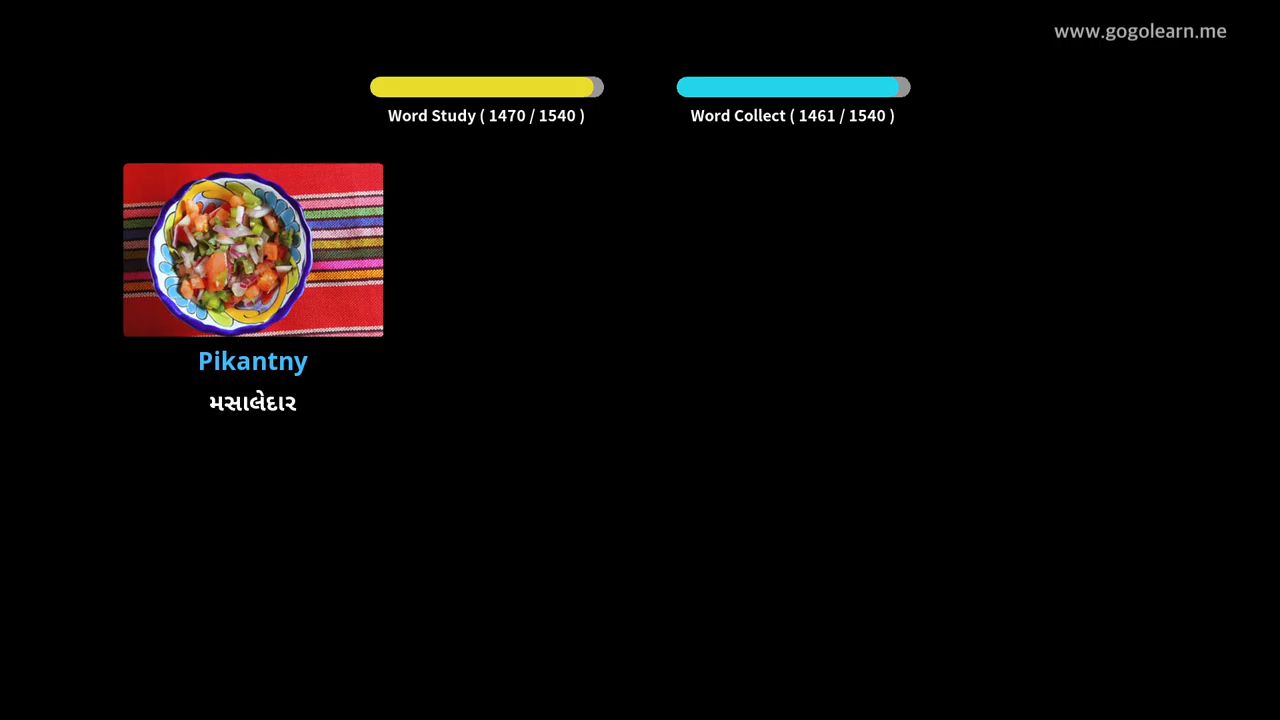 www.gogolearn.me
Word Study ( 1470 / 1540 )
Word Collect ( 1461 / 1540 )
Pikantny
મસાલેદાર